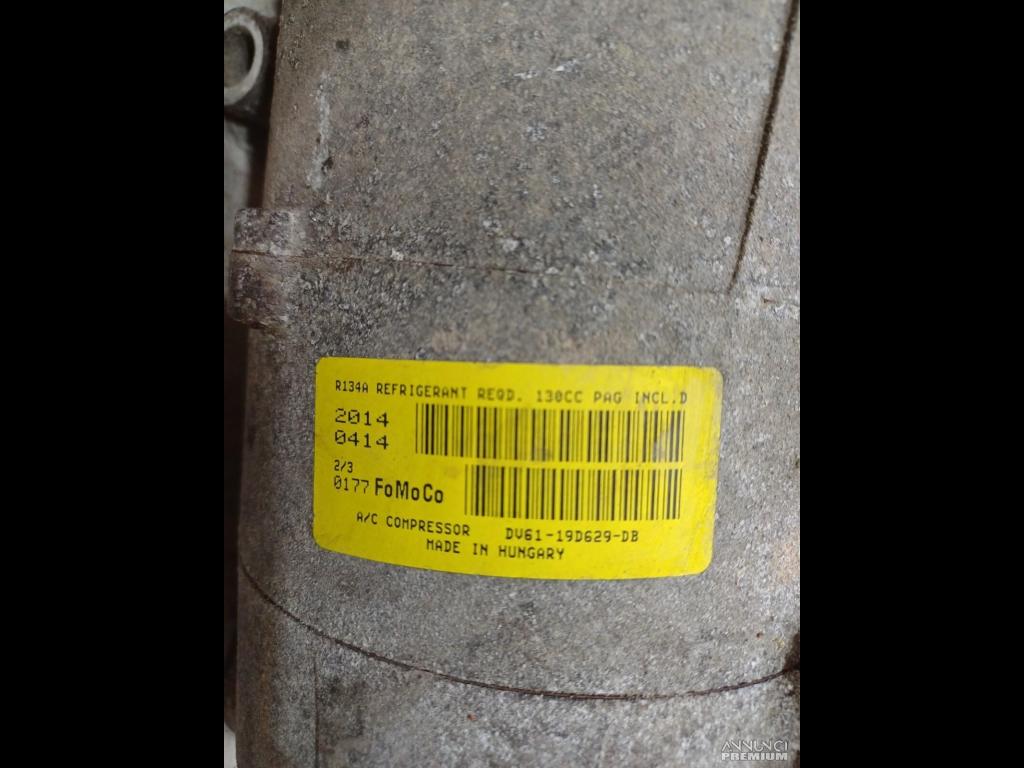 R134A REFRIGERANT REQD. 130CC PAG INCL.D
2014
0414
2/3
0177 FoMoCo
A/C COMPRESSOR DV61-19D629-DB
MADE IN HUNGARY
ANNUNCI
PREMIUM